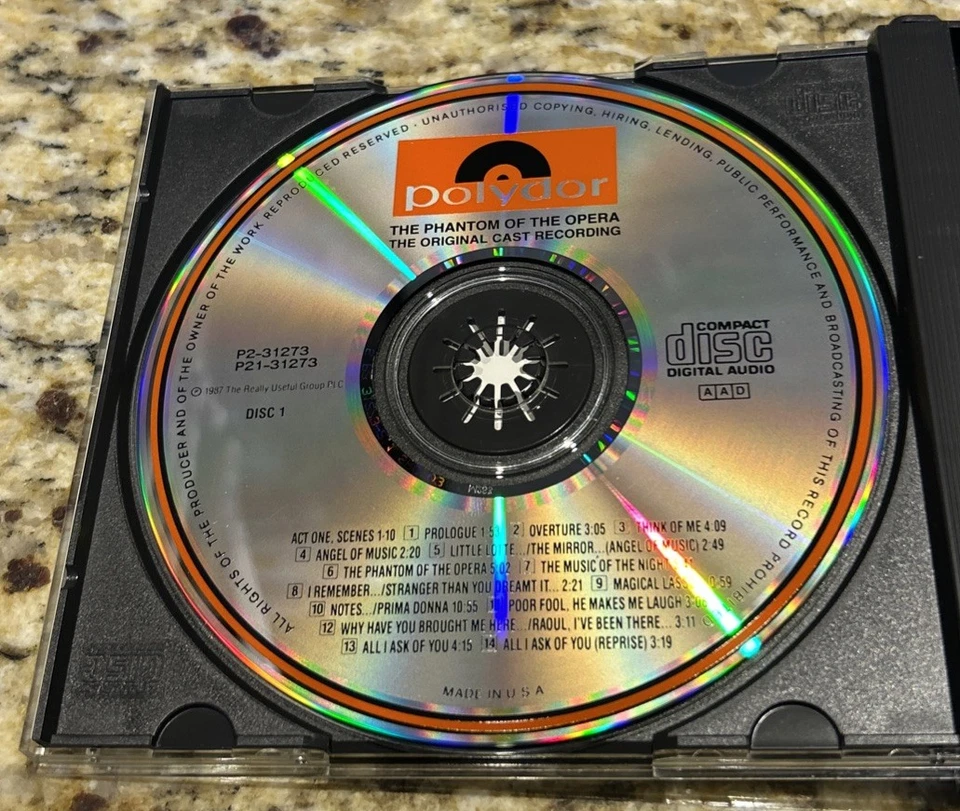 ALL RIGHTS OF THE PRODUCER AND OF THE OWNER OF THE WORK REPRODUCED RESERVED · UNAUTHORISED COPYING, HIRING, LENDING, PUBLIC PERFORMANCE AND BROADCASTING OF THIS RECORD PROHIBITED
polydor
THE PHANTOM OF THE OPERA
THE ORIGINAL CAST RECORDING
P2-31273
P21-31273
℗ 1987 The Really Useful Group PLC
DISC 1
COMPACT
disc
DIGITAL AUDIO
AAD
ACT ONE, SCENES 1-10 1 PROLOGUE 2 OVERTURE 3:05 3 THINK OF ME 4:09
4 ANGEL OF MUSIC 2:20 5 LITTLE LOTTE.../THE MIRROR...(ANGEL OF MUSIC) 2:49
6 THE PHANTOM OF THE OPERA 5:02 7 THE MUSIC OF THE NIGHT
8 I REMEMBER.../STRANGER THAN YOU DREAMT IT... 2:21 9 MAGICAL LASSO 0:59
10 NOTES.../PRIMA DONNA 10:55 11 POOR FOOL, HE MAKES ME LAUGH
12 WHY HAVE YOU BROUGHT ME HERE.../RAOUL, I'VE BEEN THERE... 3:11
13 ALL I ASK OF YOU 4:15 14 ALL I ASK OF YOU (REPRISE) 3:19
MADE IN U S A